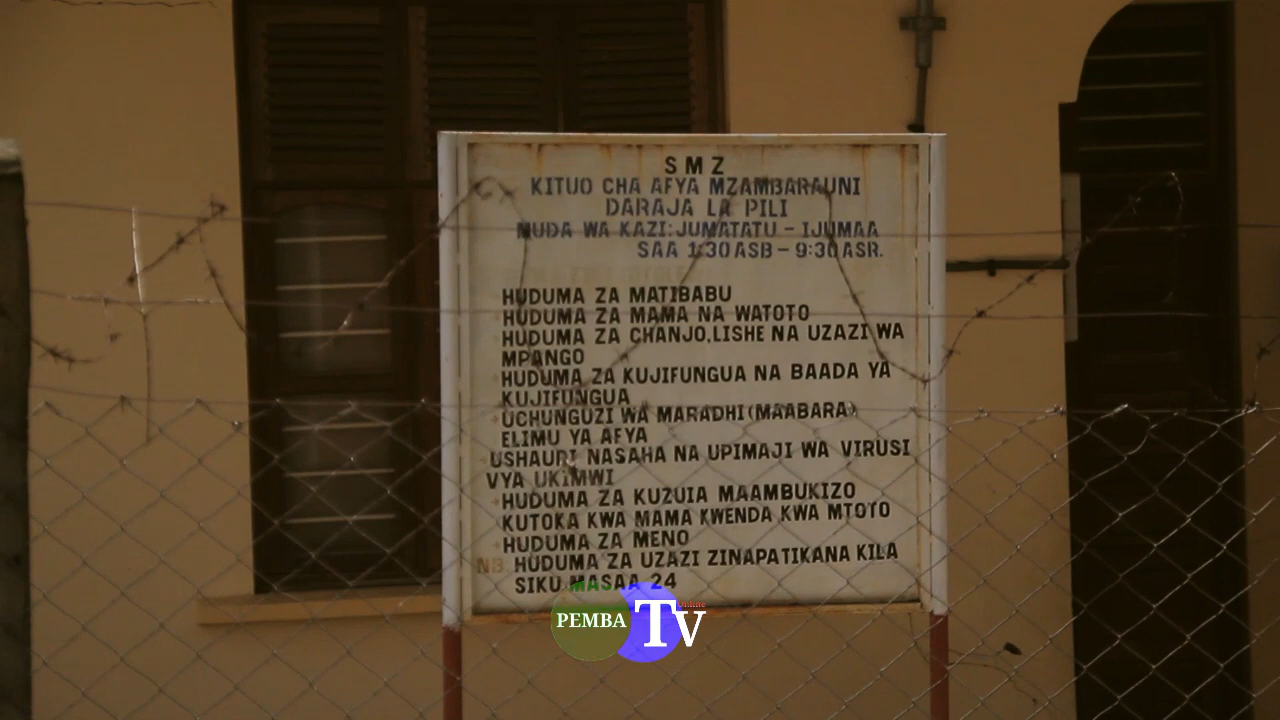 SMZ
KITUO CHA AFYA MZAMBARAUNI
DARAJA LA PILI
MUDA WA KAZI: JUMATATU - IJUMAA
SAA 1:30 ASB - 9:30 ASR.
HUDUMA ZA MATIBABU
HUDUMA ZA MAMA NA WATOTO
HUDUMA ZA CHANJO, LISHE NA UZAZI WA
MPANGO
HUDUMA ZA KUJIFUNGUA NA BAADA YA
KUJIFUNGUA
UCHUNGUZI WA MARADHI (MAABARA)
ELIMU YA AFYA
USHAURI NASAHA NA UPIMAJI WA VIRUSI
VYA UKIMWI
HUDUMA ZA KUZUIA MAAMBUKIZO
KUTOKA KWA MAMA KWENDA KWA MTOTO
HUDUMA ZA MENO
NB HUDUMA ZA UZAZI ZINAPATIKANA KILA
SIKU MASAA 24
PEMBA TV Online